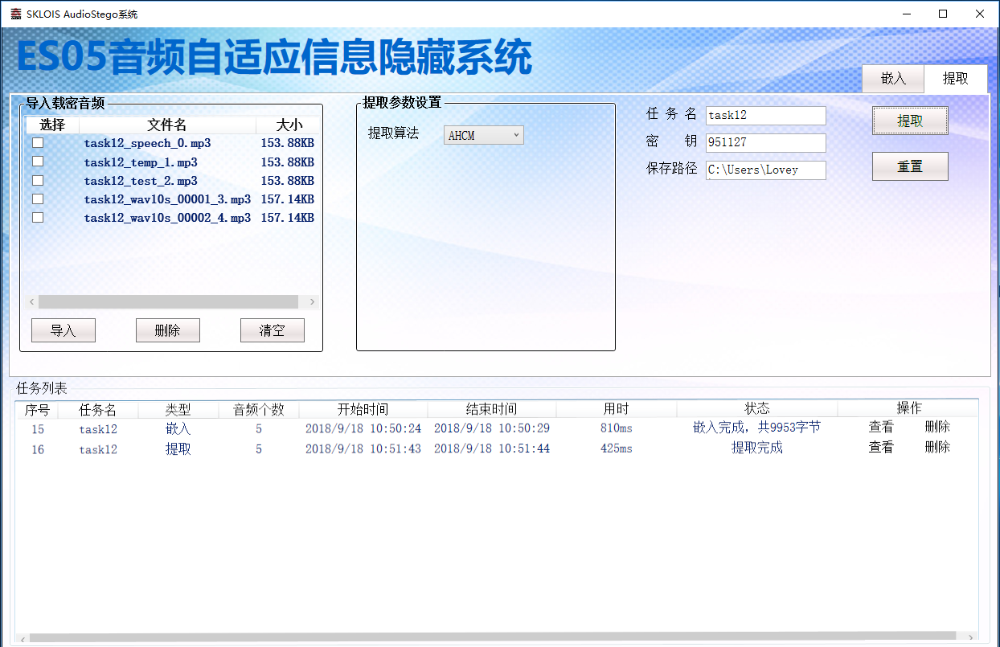 SKLOIS AudioStego系统
ES05音频自适应信息隐藏系统
嵌入 提取
导入载密音频
选择 文件名 大小
task12_speech_0.mp3 153.88KB
task12_temp_1.mp3 153.88KB
task12_test_2.mp3 153.88KB
task12_wav10s_00001_3.mp3 157.14KB
task12_wav10s_00002_4.mp3 157.14KB
导入 删除 清空
提取参数设置
提取算法 AHCM
任务名 task12
密钥 951127
保存路径 C:\Users\Lovey
提取
重置
任务列表
序号 任务名 类型 音频个数 开始时间 结束时间 用时 状态 操作
15 task12 嵌入 5 2018/9/18 10:50:24 2018/9/18 10:50:29 810ms 嵌入完成，共9953字节 查看 删除
16 task12 提取 5 2018/9/18 10:51:43 2018/9/18 10:51:44 425ms 提取完成 查看 删除